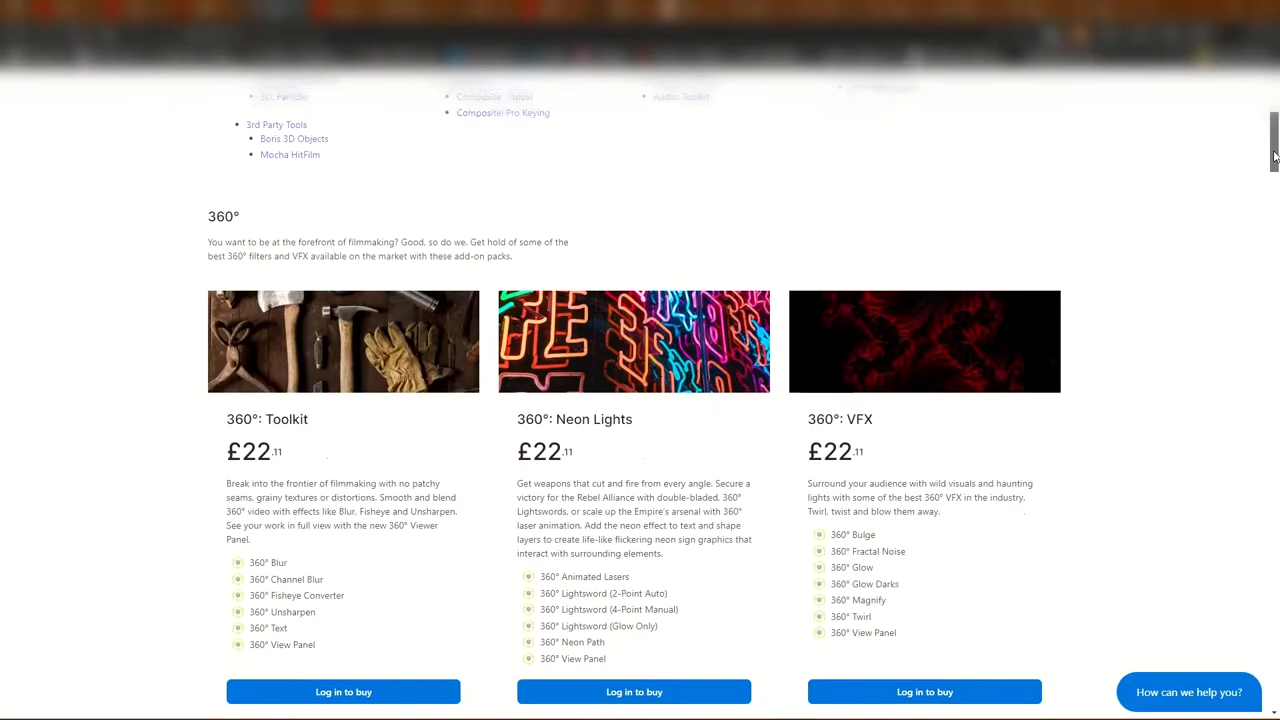 Composite: Pro Keying
3rd Party Tools
Boris 3D Objects
Mocha HitFilm
360°
You want to be at the forefront of filmmaking? Good, so do we. Get hold of some of the
best 360° filters and VFX available on the market with these add-on packs.
360°: Toolkit
£22.11
Break into the frontier of filmmaking with no patchy
seams, grainy textures or distortions. Smooth and blend
360° video with effects like Blur, Fisheye and Unsharpen.
See your work in full view with the new 360° Viewer
Panel.
360° Blur
360° Channel Blur
360° Fisheye Converter
360° Unsharpen
360° Text
360° View Panel
Log in to buy
360°: Neon Lights
£22.11
Get weapons that cut and fire from every angle. Secure a
victory for the Rebel Alliance with double-bladed, 360°
Lightswords, or scale up the Empire's arsenal with 360°
laser animation. Add the neon effect to text and shape
layers to create life-like flickering neon sign graphics that
interact with surrounding elements.
360° Animated Lasers
360° Lightsword (2-Point Auto)
360° Lightsword (4-Point Manual)
360° Lightsword (Glow Only)
360° Neon Path
360° View Panel
Log in to buy
360°: VFX
£22.11
Surround your audience with wild visuals and haunting
lights with some of the best 360° VFX in the industry.
Twirl, twist and blow them away.
360° Bulge
360° Fractal Noise
360° Glow
360° Glow Darks
360° Magnify
360° Twirl
360° View Panel
Log in to buy
How can we help you?